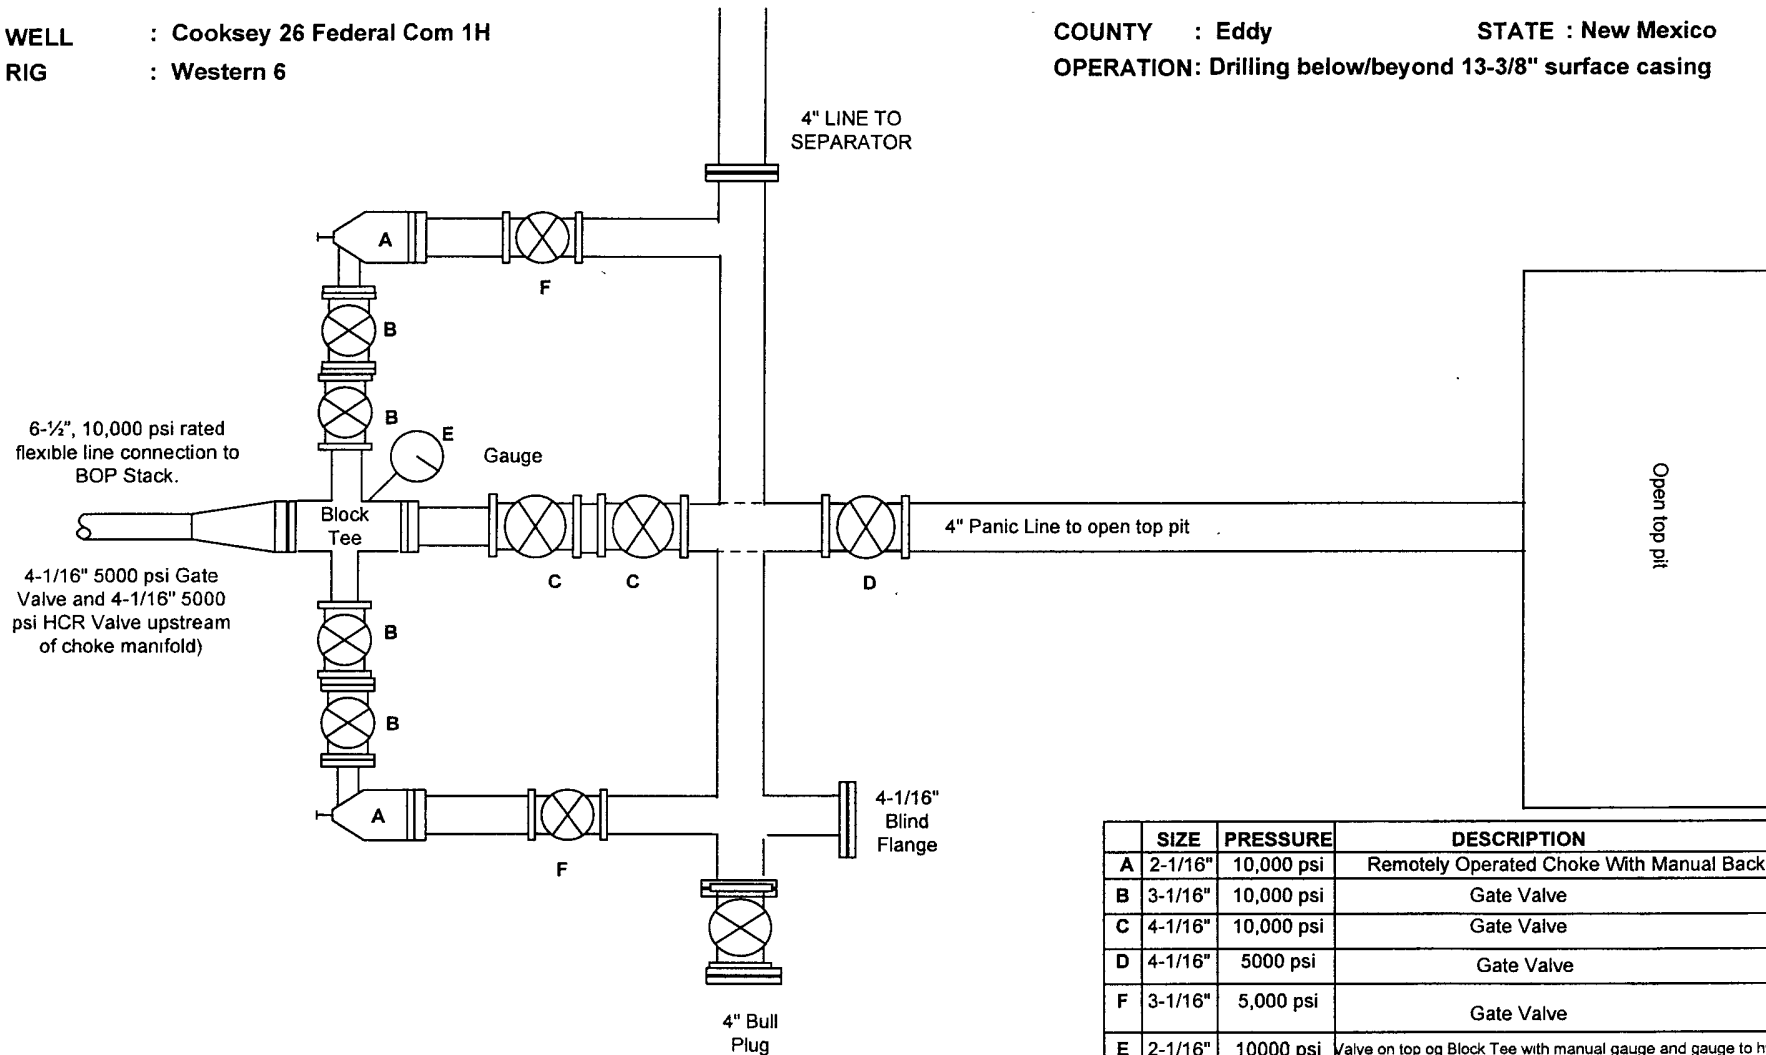 WELL : Cooksey 26 Federal Com 1H
RIG : Western 6
COUNTY : Eddy STATE : New Mexico
OPERATION: Drilling below/beyond 13-3/8" surface casing
4" LINE TO
SEPARATOR
A
F
B
B
E
Gauge
6-½", 10,000 psi rated
flexible line connection to
BOP Stack.
Block
Tee
4" Panic Line to open top pit
Open top pit
C C
D
4-1/16" 5000 psi Gate
Valve and 4-1/16" 5000
psi HCR Valve upstream
of choke manifold)
B
B
A
F
4-1/16"
Blind
Flange
4" Bull
Plug
SIZE PRESSURE DESCRIPTION
A 2-1/16" 10,000 psi Remotely Operated Choke With Manual Back
B 3-1/16" 10,000 psi Gate Valve
C 4-1/16" 10,000 psi Gate Valve
D 4-1/16" 5000 psi Gate Valve
F 3-1/16" 5,000 psi Gate Valve
E 2-1/16" 10000 psi Valve on top og Block Tee with manual gauge and gauge to